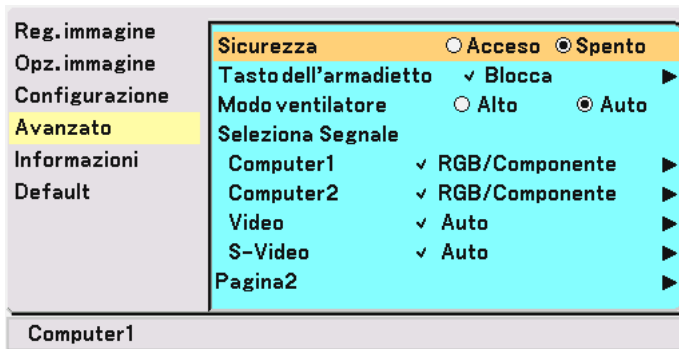 Reg.immagine
Opz.immagine
Configurazione
Avanzato
Informazioni
Default
Sicurezza Acceso Spento
Tasto dell'armadietto Blocca
Modo ventilatore Alto Auto
Seleziona Segnale
Computer1 RGB/Componente
Computer2 RGB/Componente
Video Auto
S-Video Auto
Pagina2
Computer1